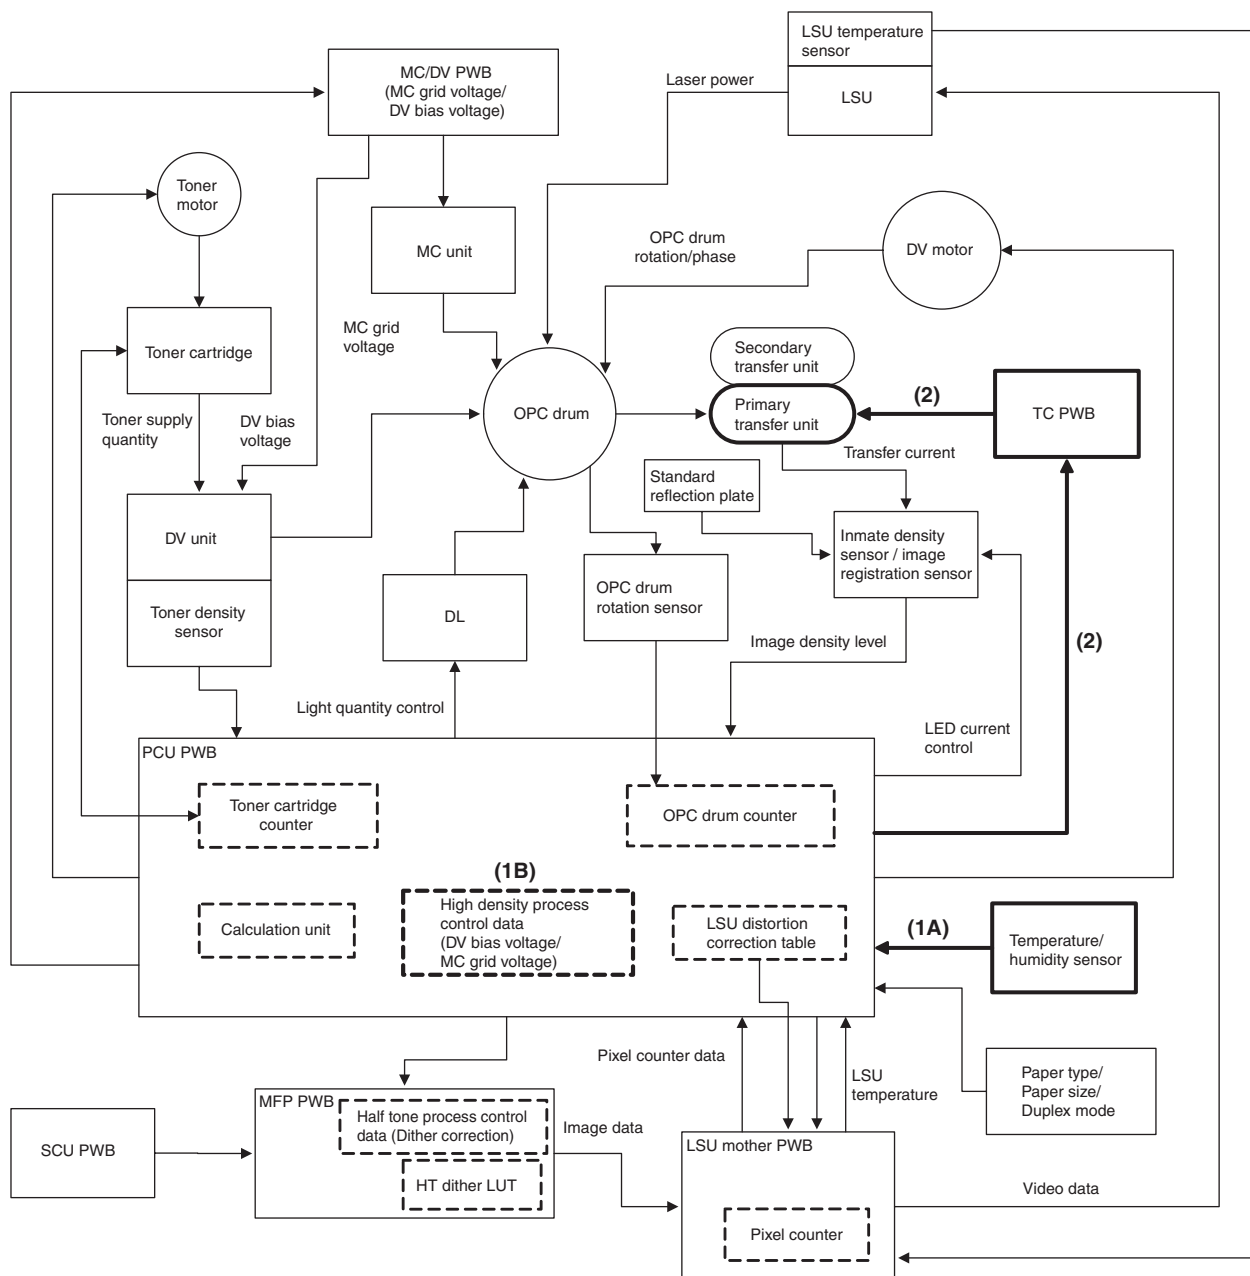 LSU temperature
sensor
LSU
Laser power
MC/DV PWB
(MC grid voltage/
DV bias voltage)
Toner
motor
MC unit
OPC drum
rotation/phase
DV motor
MC grid
voltage
Toner cartridge
Secondary
transfer unit
Primary
transfer unit
(2)
TC PWB
OPC drum
Toner supply
quantity
DV bias
voltage
Transfer current
Standard
reflection plate
DV unit
Inmate density
sensor / image
registration sensor
OPC drum
rotation sensor
Toner density
sensor
DL
Image density level
(2)
Light quantity control
LED current
control
PCU PWB
Toner cartridge
counter
OPC drum counter
(1B)
High density process
control data
(DV bias voltage/
MC grid voltage)
Calculation unit
LSU distortion
correction table
(1A)
Temperature/
humidity sensor
Pixel counter data
LSU
temperature
Paper type/
Paper size/
Duplex mode
MFP PWB
Half tone process control
data (Dither correction)
Image data
SCU PWB
HT dither LUT
LSU mother PWB
Video data
Pixel counter